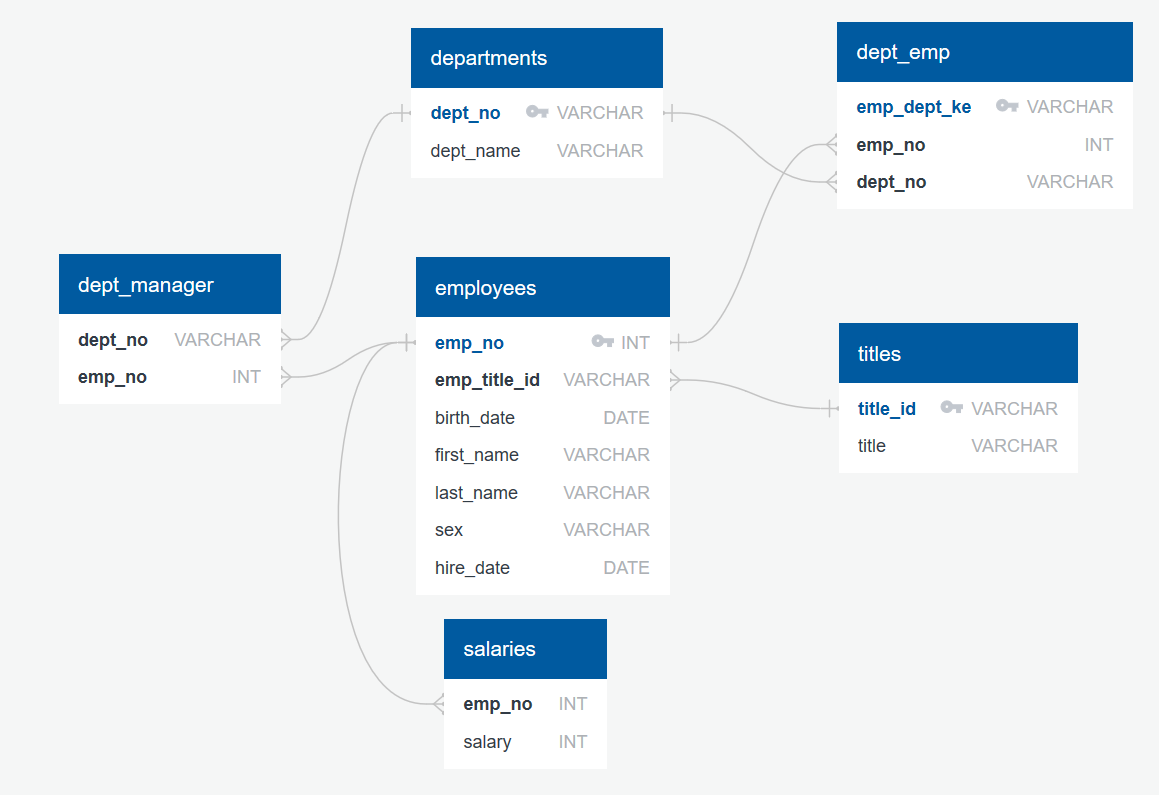 departments
dept_no VARCHAR
dept_name VARCHAR
dept_emp
emp_dept_ke VARCHAR
emp_no INT
dept_no VARCHAR
dept_manager
dept_no VARCHAR
emp_no INT
employees
emp_no INT
emp_title_id VARCHAR
birth_date DATE
first_name VARCHAR
last_name VARCHAR
sex VARCHAR
hire_date DATE
titles
title_id VARCHAR
title VARCHAR
salaries
emp_no INT
salary INT